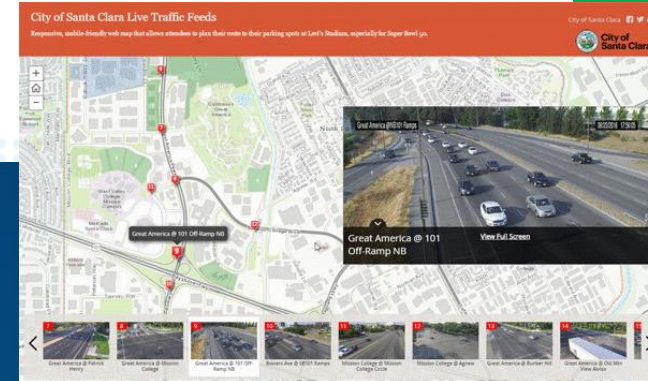 City of Santa Clara Live Traffic Feeds
Responsive, mobile-friendly web map that allows attendees to plan their route to their parking spots at Levi's Stadium, especially for Super Bowl 50.
City of Santa Clara
City of
Santa Clara
Great America @NB101 Ramps
Great America @ 101 Off-Ramp NB
Great America @ 101
Off-Ramp NB
View Full Screen
7
8
9
10
11
12
13
14
Great America @ Patrick
Henry
Great America @ Mission
College
Great America @ 101 Off-
Ramp NB
Bowers Ave @ SB101 Ramps
Mission College @ Mission
College Circle
Mission College @ Agnew
Great America @ Bunker Hill
Great America @ Old Mtn
View Alviso